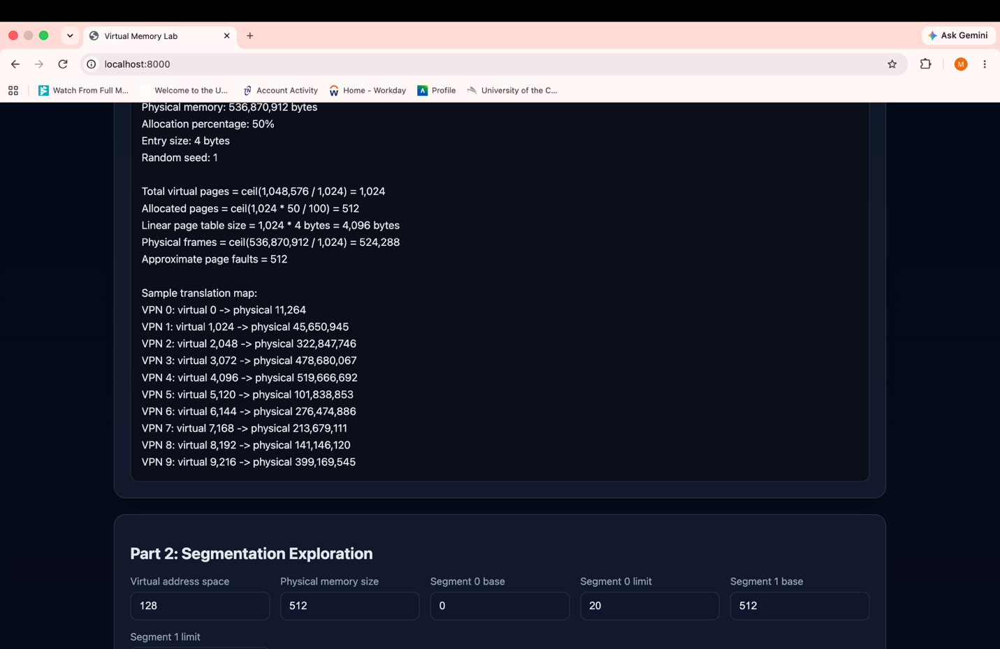 Virtual Memory Lab
Ask Gemini
localhost:8000
M
Watch From Full M...
Welcome to the U...
Account Activity
Home - Workday
Profile
University of the C...
Physical memory: 536,870,912 bytes
Allocation percentage: 50%
Entry size: 4 bytes
Random seed: 1
Total virtual pages = ceil(1,048,576 / 1,024) = 1,024
Allocated pages = ceil(1,024 * 50 / 100) = 512
Linear page table size = 1,024 * 4 bytes = 4,096 bytes
Physical frames = ceil(536,870,912 / 1,024) = 524,288
Approximate page faults = 512
Sample translation map:
VPN 0: virtual 0 -> physical 11,264
VPN 1: virtual 1,024 -> physical 45,650,945
VPN 2: virtual 2,048 -> physical 322,847,746
VPN 3: virtual 3,072 -> physical 478,680,067
VPN 4: virtual 4,096 -> physical 519,666,692
VPN 5: virtual 5,120 -> physical 101,838,853
VPN 6: virtual 6,144 -> physical 276,474,886
VPN 7: virtual 7,168 -> physical 213,679,111
VPN 8: virtual 8,192 -> physical 141,146,120
VPN 9: virtual 9,216 -> physical 399,169,545
Part 2: Segmentation Exploration
Virtual address space
128
Physical memory size
512
Segment 0 base
0
Segment 0 limit
20
Segment 1 base
512
Segment 1 limit